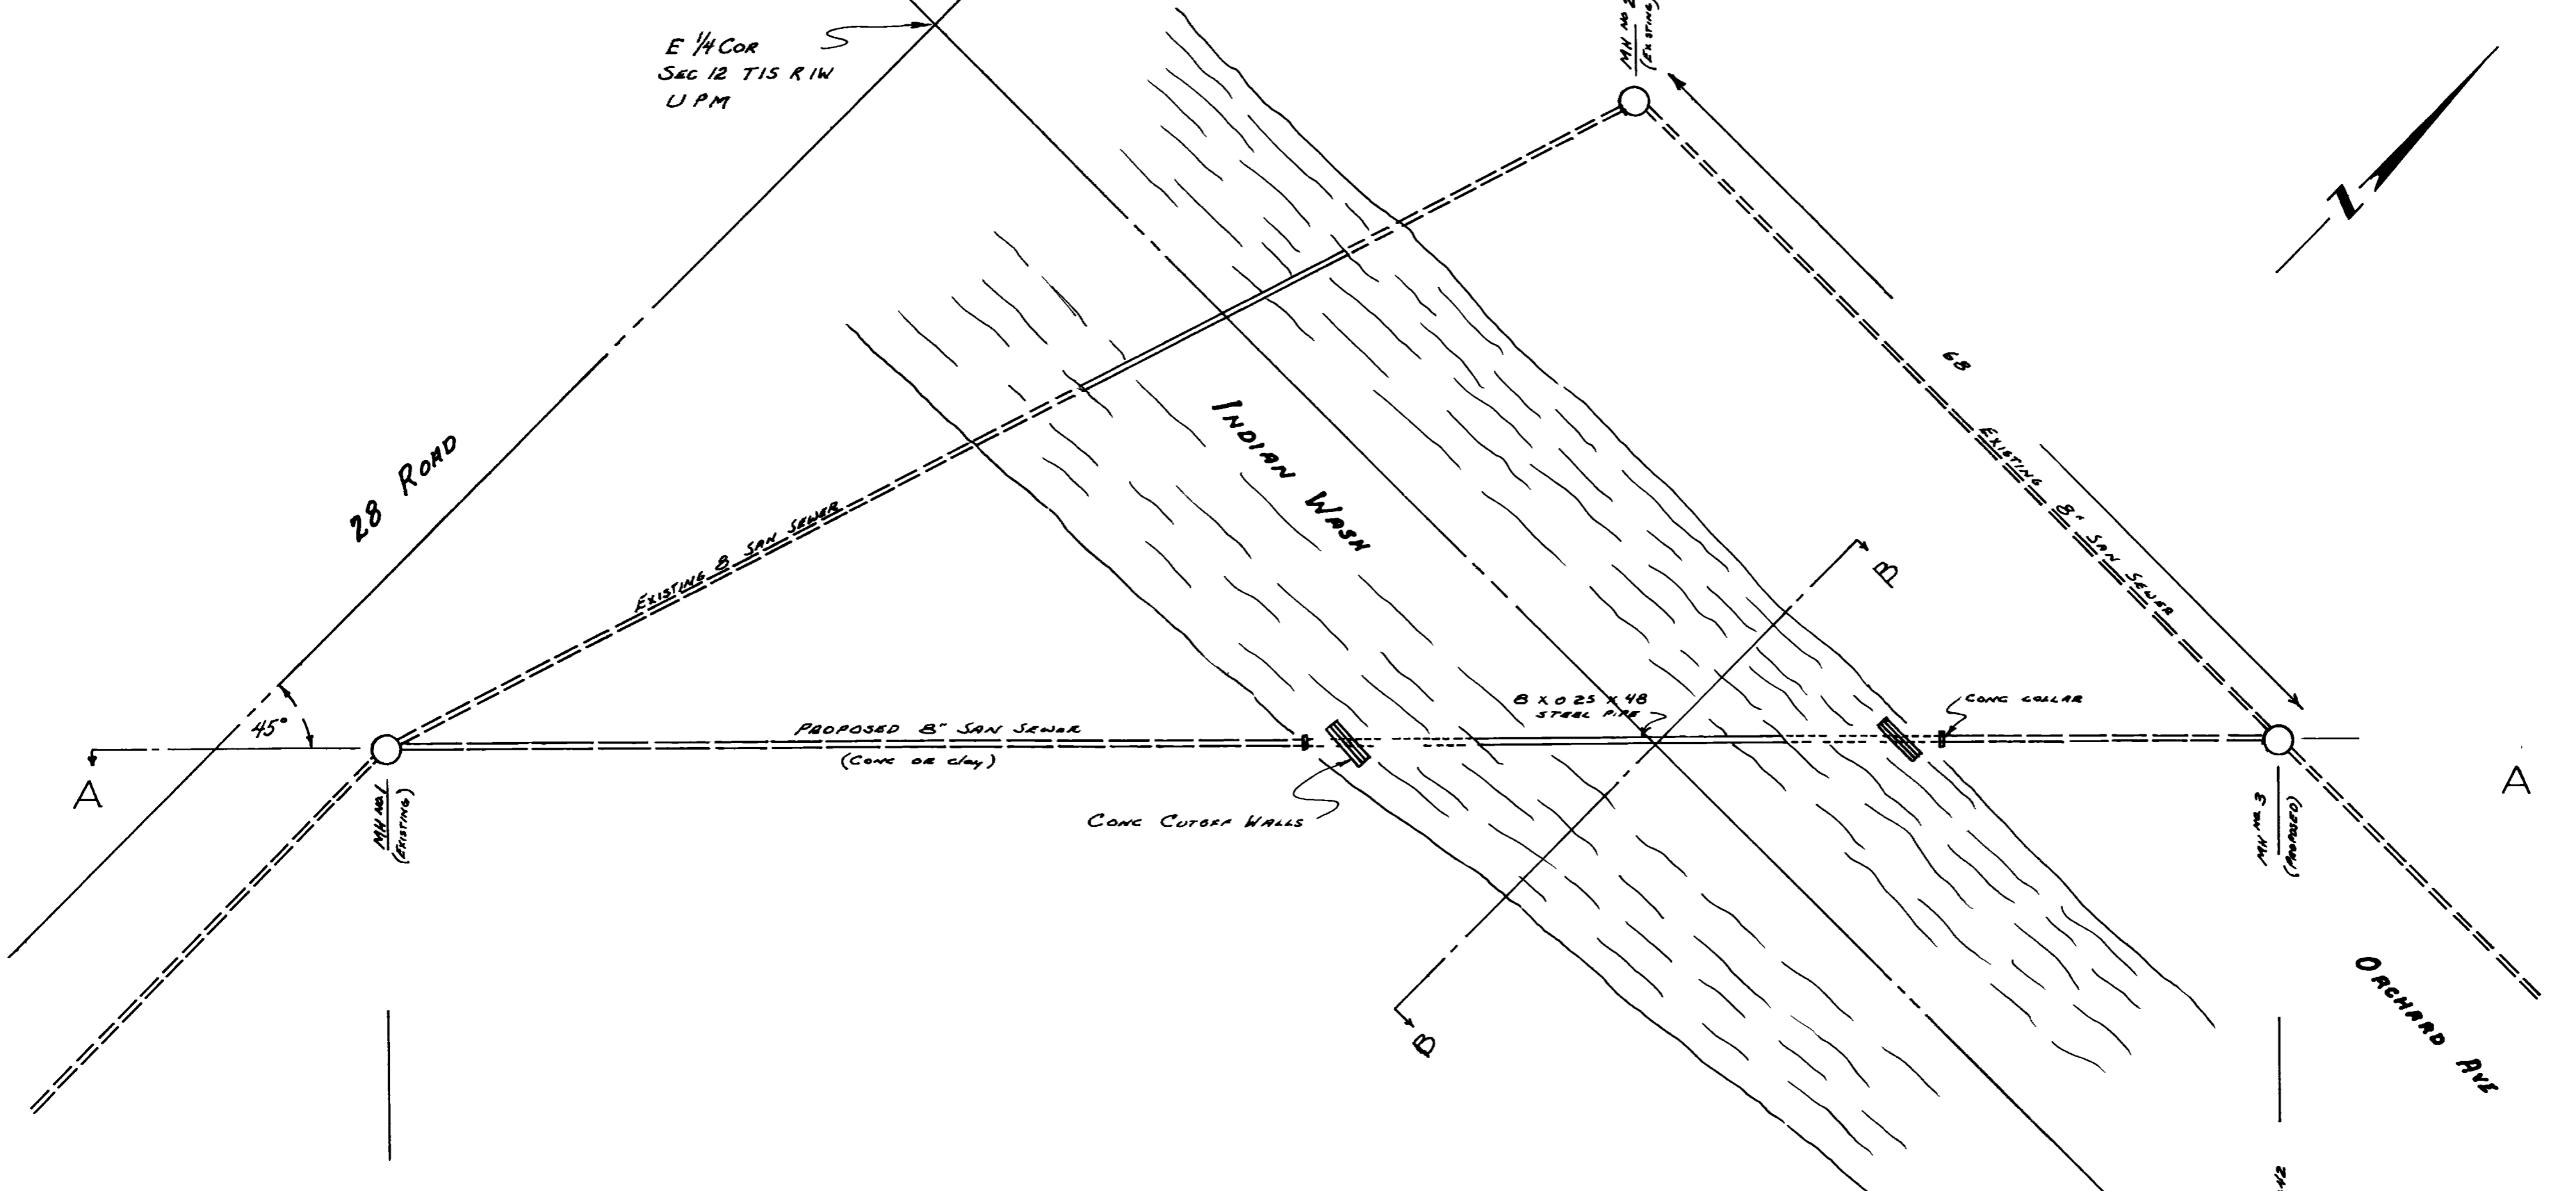 E 1/4 COR
SEC 12 T1S R1W
U P M
MH NO 2
(EXISTING)
N
68
28 ROAD
INDIAN WASH
EXISTING 8 SAN SEWER
EXISTING 8" SAN SEWER
B
45°
PROPOSED 8" SAN SEWER
(CONC OR Clay)
8 X 0 25 X 48
STEEL PIPE
CONC COLLAR
A
A
MH NO. 1
(EXISTING)
CONC CUTOFF WALLS
MH NO. 3
(PROPOSED)
B
ORCHARD AVE